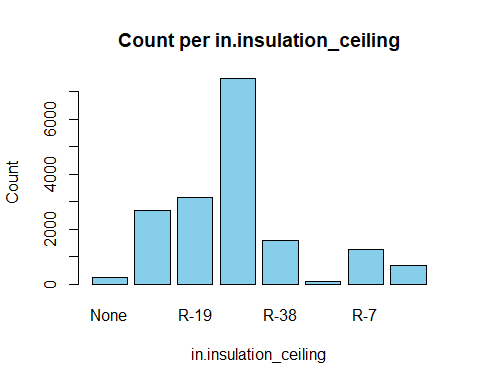 Count per in.insulation_ceiling
Count
6000
4000
2000
0
None R-19 R-38 R-7
in.insulation_ceiling